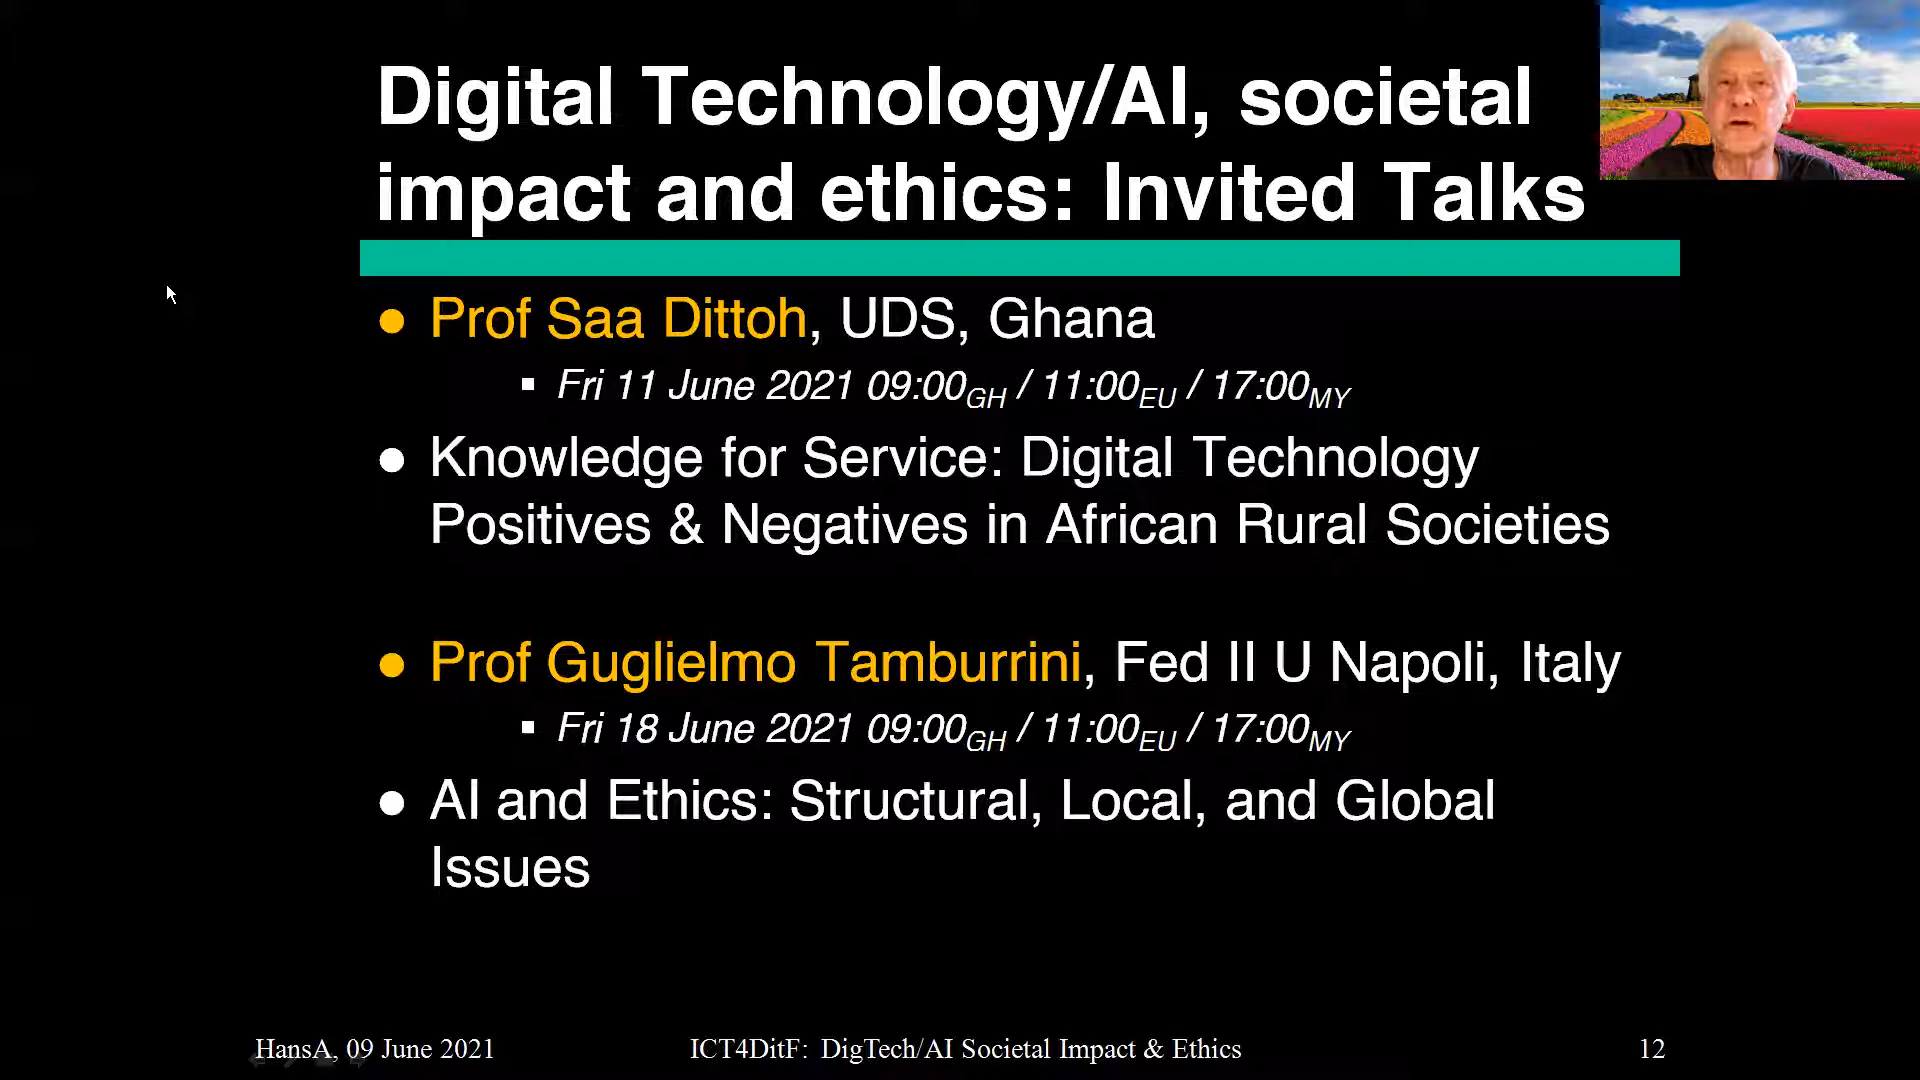 Digital Technology/AI, societal
impact and ethics: Invited Talks
Prof Saa Dittoh, UDS, Ghana
Fri 11 June 2021 09:00GH / 11:00EU / 17:00MY
Knowledge for Service: Digital Technology
Positives & Negatives in African Rural Societies
Prof Guglielmo Tamburrini, Fed II U Napoli, Italy
Fri 18 June 2021 09:00GH / 11:00EU / 17:00MY
AI and Ethics: Structural, Local, and Global
Issues
HansA, 09 June 2021
ICT4DitF: DigTech/AI Societal Impact & Ethics
12